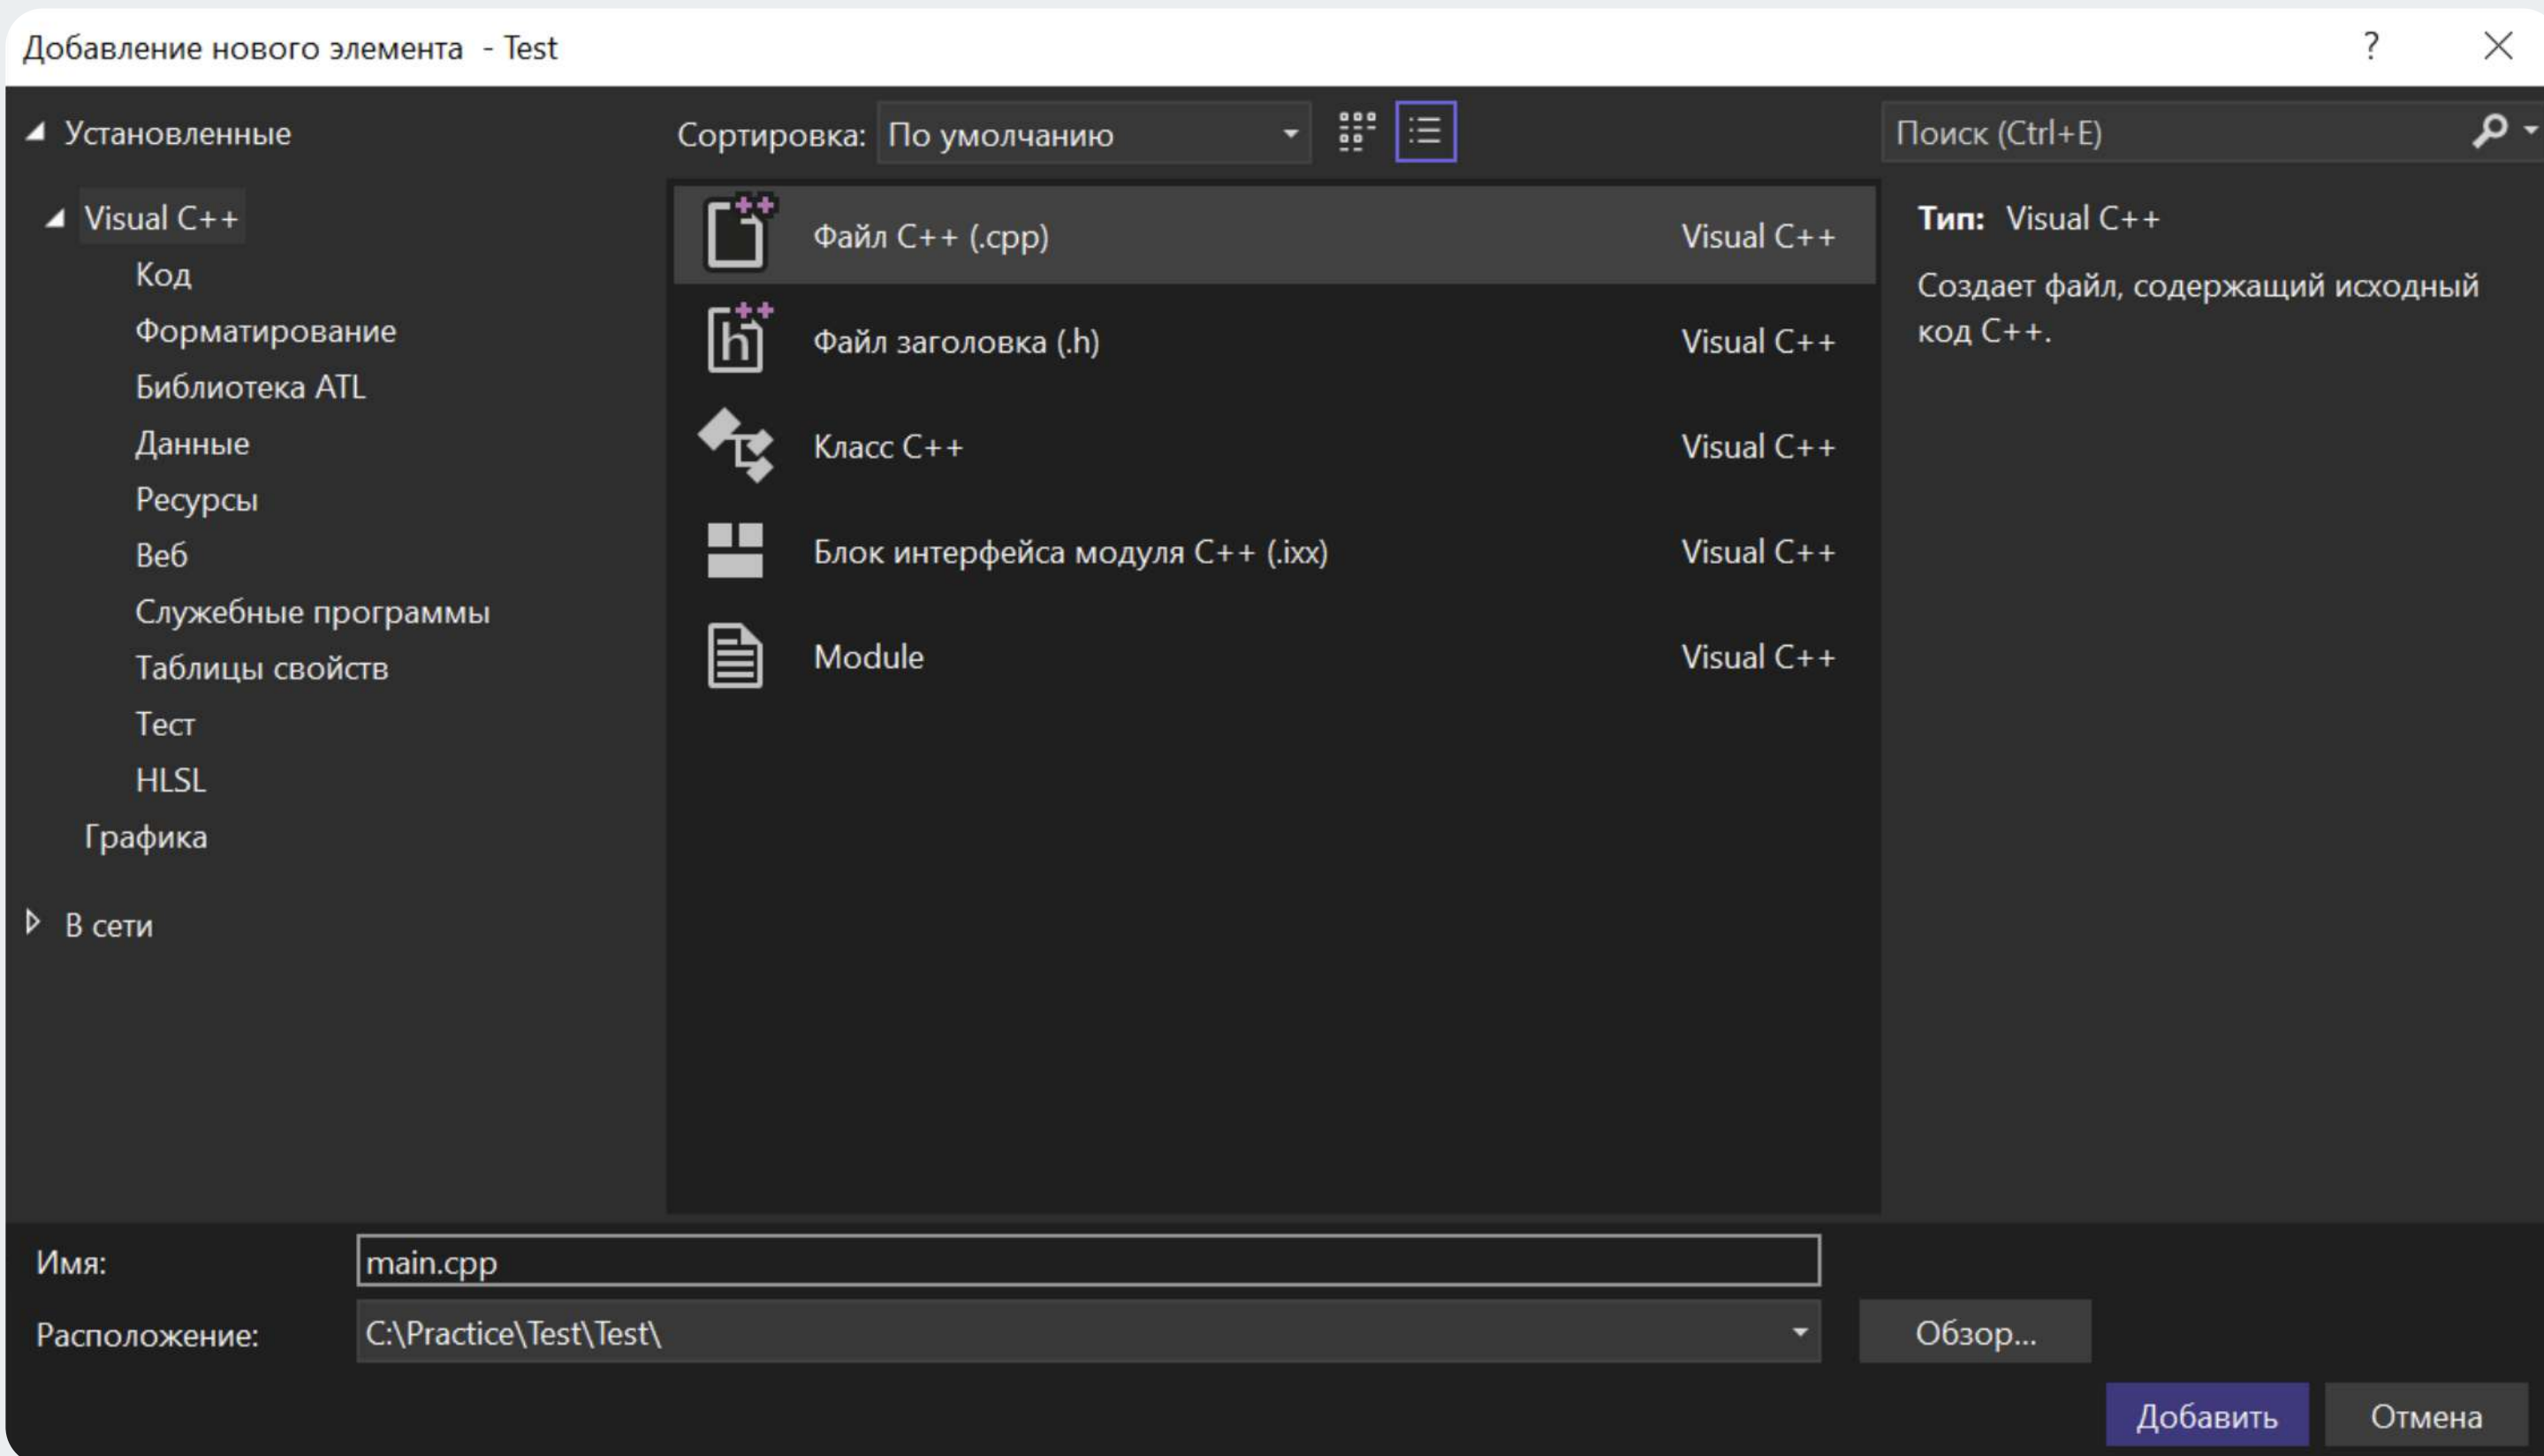 Добавление нового элемента - Test
?
Установленные
Visual C++
Код
Форматирование
Библиотека ATL
Данные
Ресурсы
Веб
Служебные программы
Таблицы свойств
Тест
HLSL
Графика
В сети
Сортировка: По умолчанию
Файл C++ (.cpp) Visual C++
Файл заголовка (.h) Visual C++
Класс C++ Visual C++
Блок интерфейса модуля C++ (.ixx) Visual C++
Module Visual C++
Поиск (Ctrl+E)
Тип: Visual C++
Создает файл, содержащий исходный
код C++.
Имя: main.cpp
Расположение: C:\Practice\Test\Test\ Обзор...
Добавить Отмена